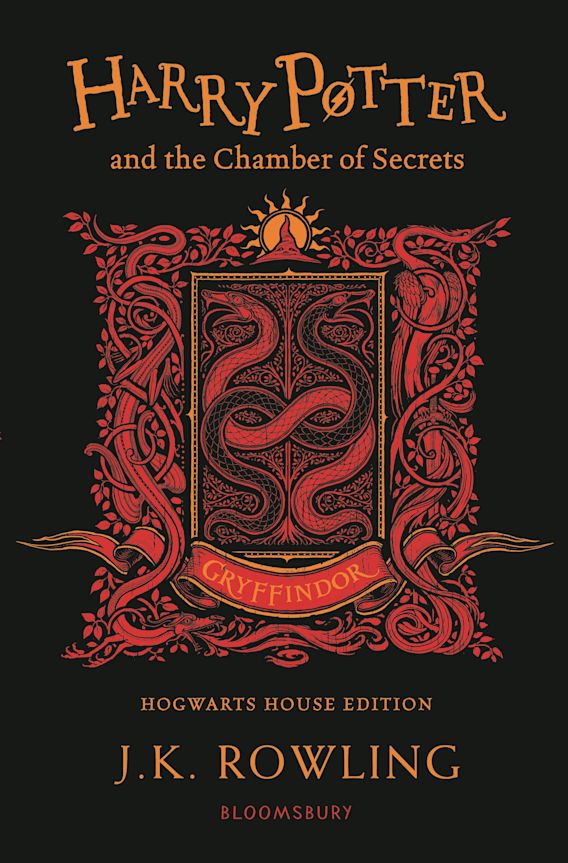 HARRY POTTER
and the Chamber of Secrets
GRYFFINDOR
HOGWARTS HOUSE EDITION
J.K. ROWLING
BLOOMSBURY